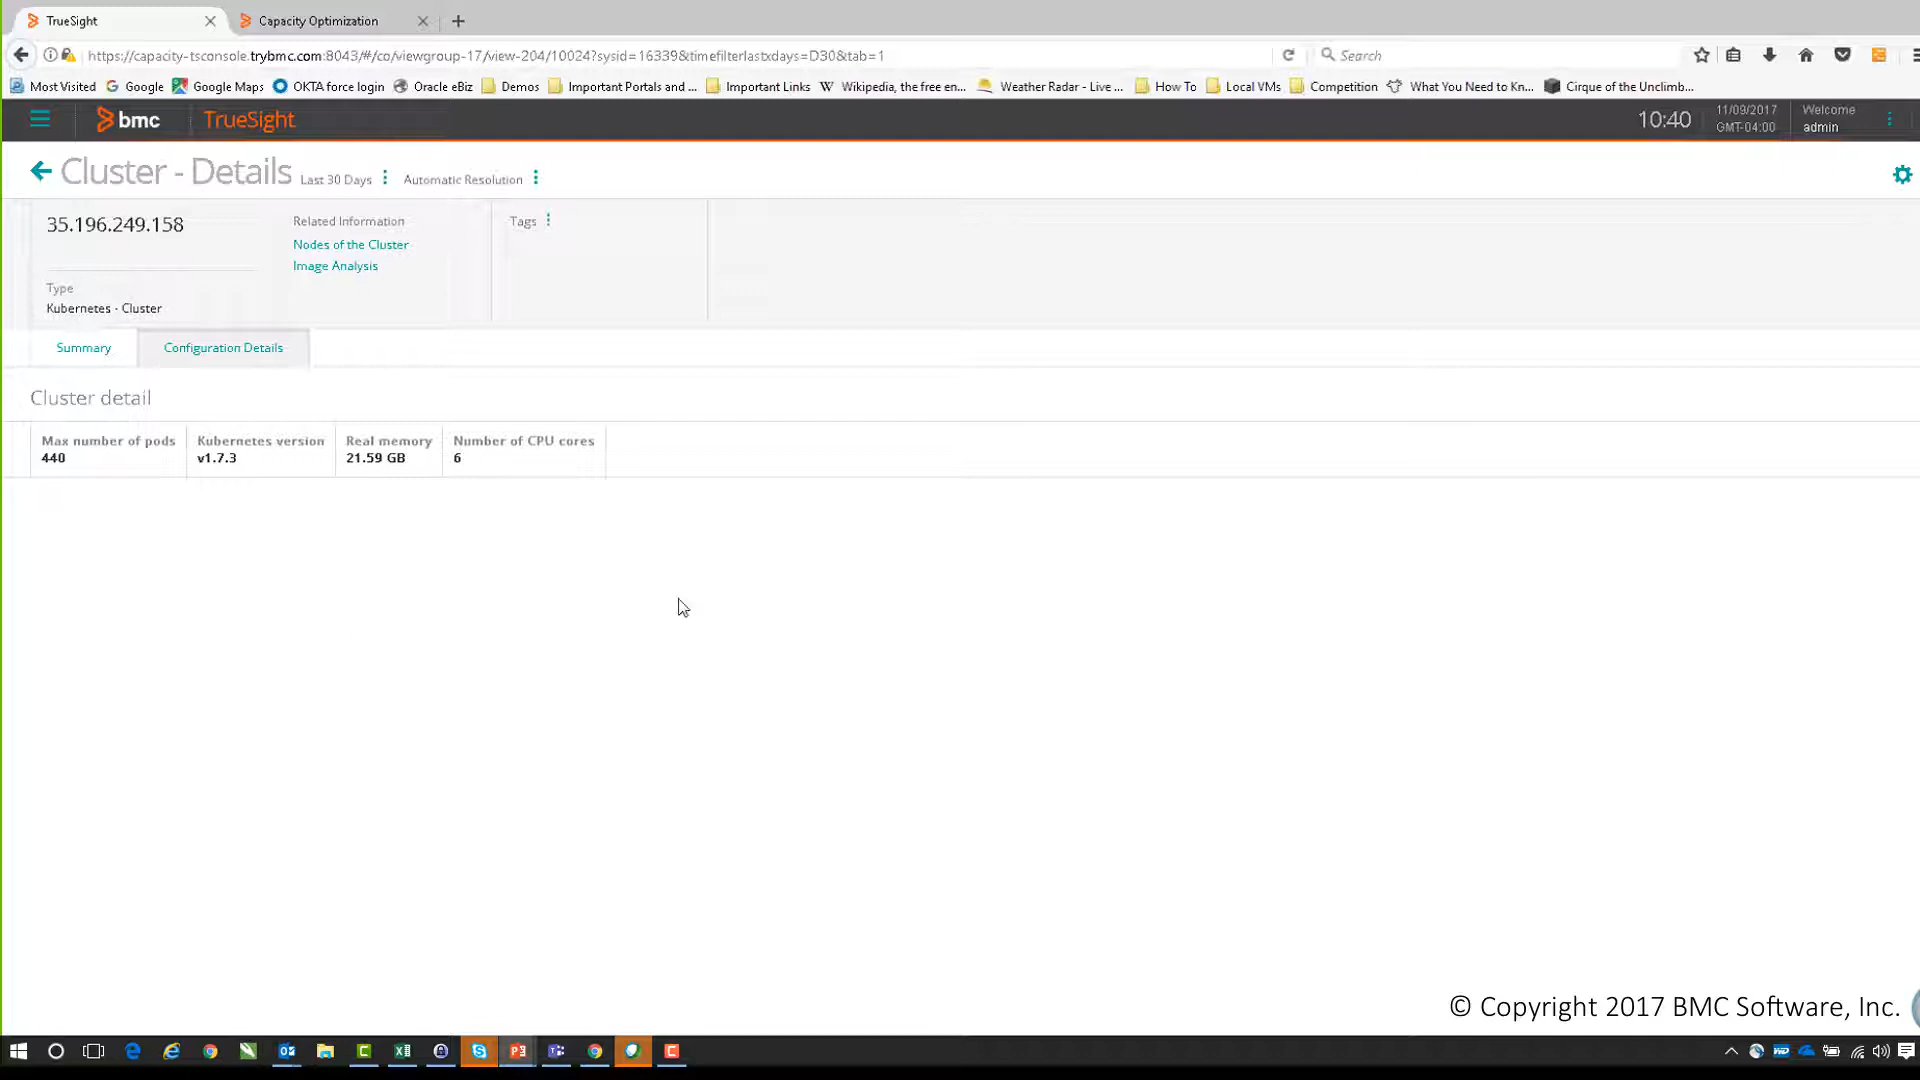 TrueSight
Capacity Optimization
https://capacity-tsconsole.trybmc.com:8043/#/co/viewgroup-17/view-204/10024?sysid=16339&timefilterlastxdays=D30&tab=1
Search
Most Visited Google Google Maps OKTA force login Oracle eBiz Demos Important Portals and ... Important Links Wikipedia, the free en... Weather Radar - Live ... How To Local VMs Competition What You Need to Kn... Cirque of the Unclimb...
bmc TrueSight
10:40
11/09/2017
GMT-04:00
Welcome
admin
Cluster - Details Last 30 Days Automatic Resolution
35.196.249.158
Type
Kubernetes - Cluster
Related Information
Nodes of the Cluster
Image Analysis
Tags
Summary Configuration Details
Cluster detail
Max number of pods Kubernetes version Real memory Number of CPU cores
440 v1.7.3 21.59 GB 6
© Copyright 2017 BMC Software, Inc.